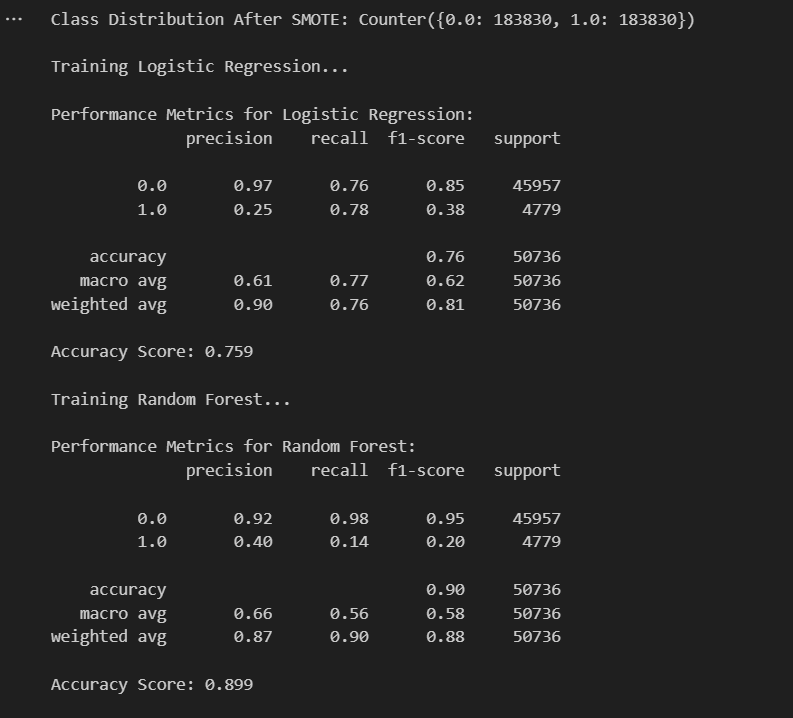 ...
Class Distribution After SMOTE: Counter({0.0: 183830, 1.0: 183830})
Training Logistic Regression...
Performance Metrics for Logistic Regression:
precision recall f1-score support
0.0 0.97 0.76 0.85 45957
1.0 0.25 0.78 0.38 4779
accuracy 0.76 50736
macro avg 0.61 0.77 0.62 50736
weighted avg 0.90 0.76 0.81 50736
Accuracy Score: 0.759
Training Random Forest...
Performance Metrics for Random Forest:
precision recall f1-score support
0.0 0.92 0.98 0.95 45957
1.0 0.40 0.14 0.20 4779
accuracy 0.90 50736
macro avg 0.66 0.56 0.58 50736
weighted avg 0.87 0.90 0.88 50736
Accuracy Score: 0.899